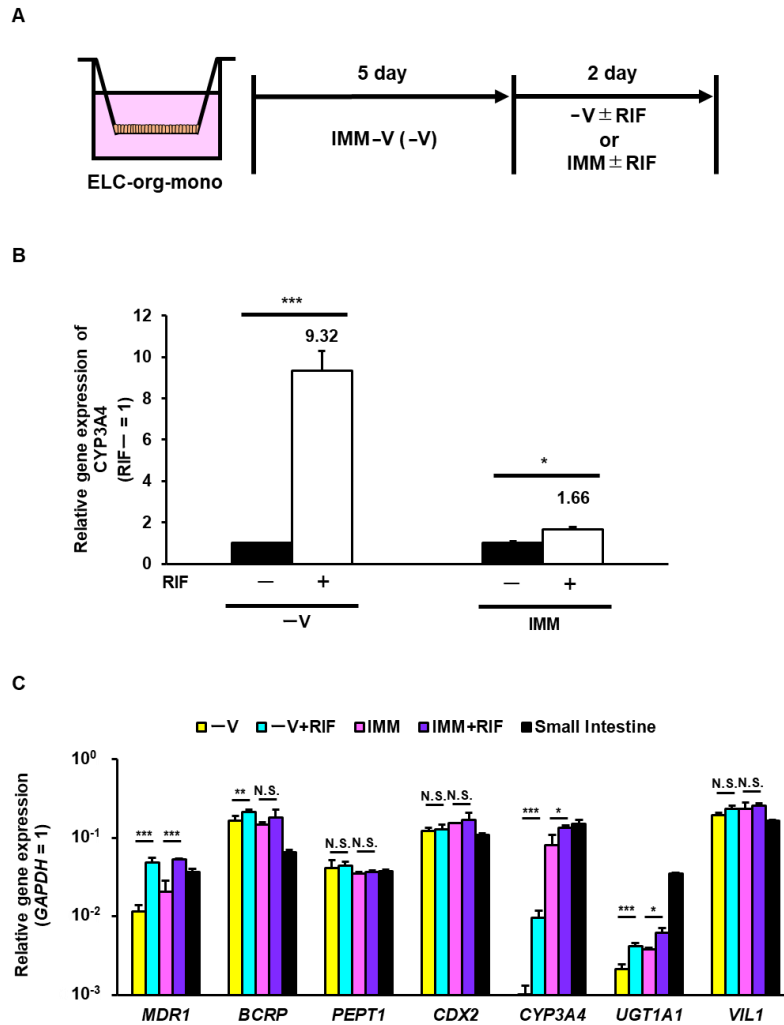 A
5 day
2 day
IMM−V (−V)
−V±RIF
or
IMM±RIF
ELC-org-mono
B
Relative gene expression of
CYP3A4
(RIF− = 1)
12
10
8
6
4
2
0
***
9.32
*
1.66
RIF
−
+
−
+
−V
IMM
C
−V
−V+RIF
IMM
IMM+RIF
Small Intestine
Relative gene expression
(GAPDH = 1)
10⁰
10⁻¹
10⁻²
10⁻³
*** ***
** N.S.
N.S. N.S.
N.S. N.S.
*** *
*** *
N.S. N.S.
MDR1
BCRP
PEPT1
CDX2
CYP3A4
UGT1A1
VIL1